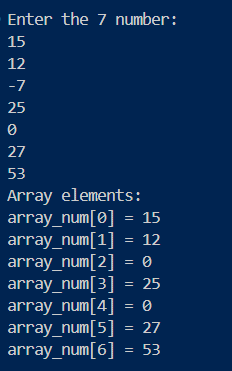 Enter the 7 number:
15
12
-7
25
0
27
53
Array elements:
array_num[0] = 15
array_num[1] = 12
array_num[2] = 0
array_num[3] = 25
array_num[4] = 0
array_num[5] = 27
array_num[6] = 53